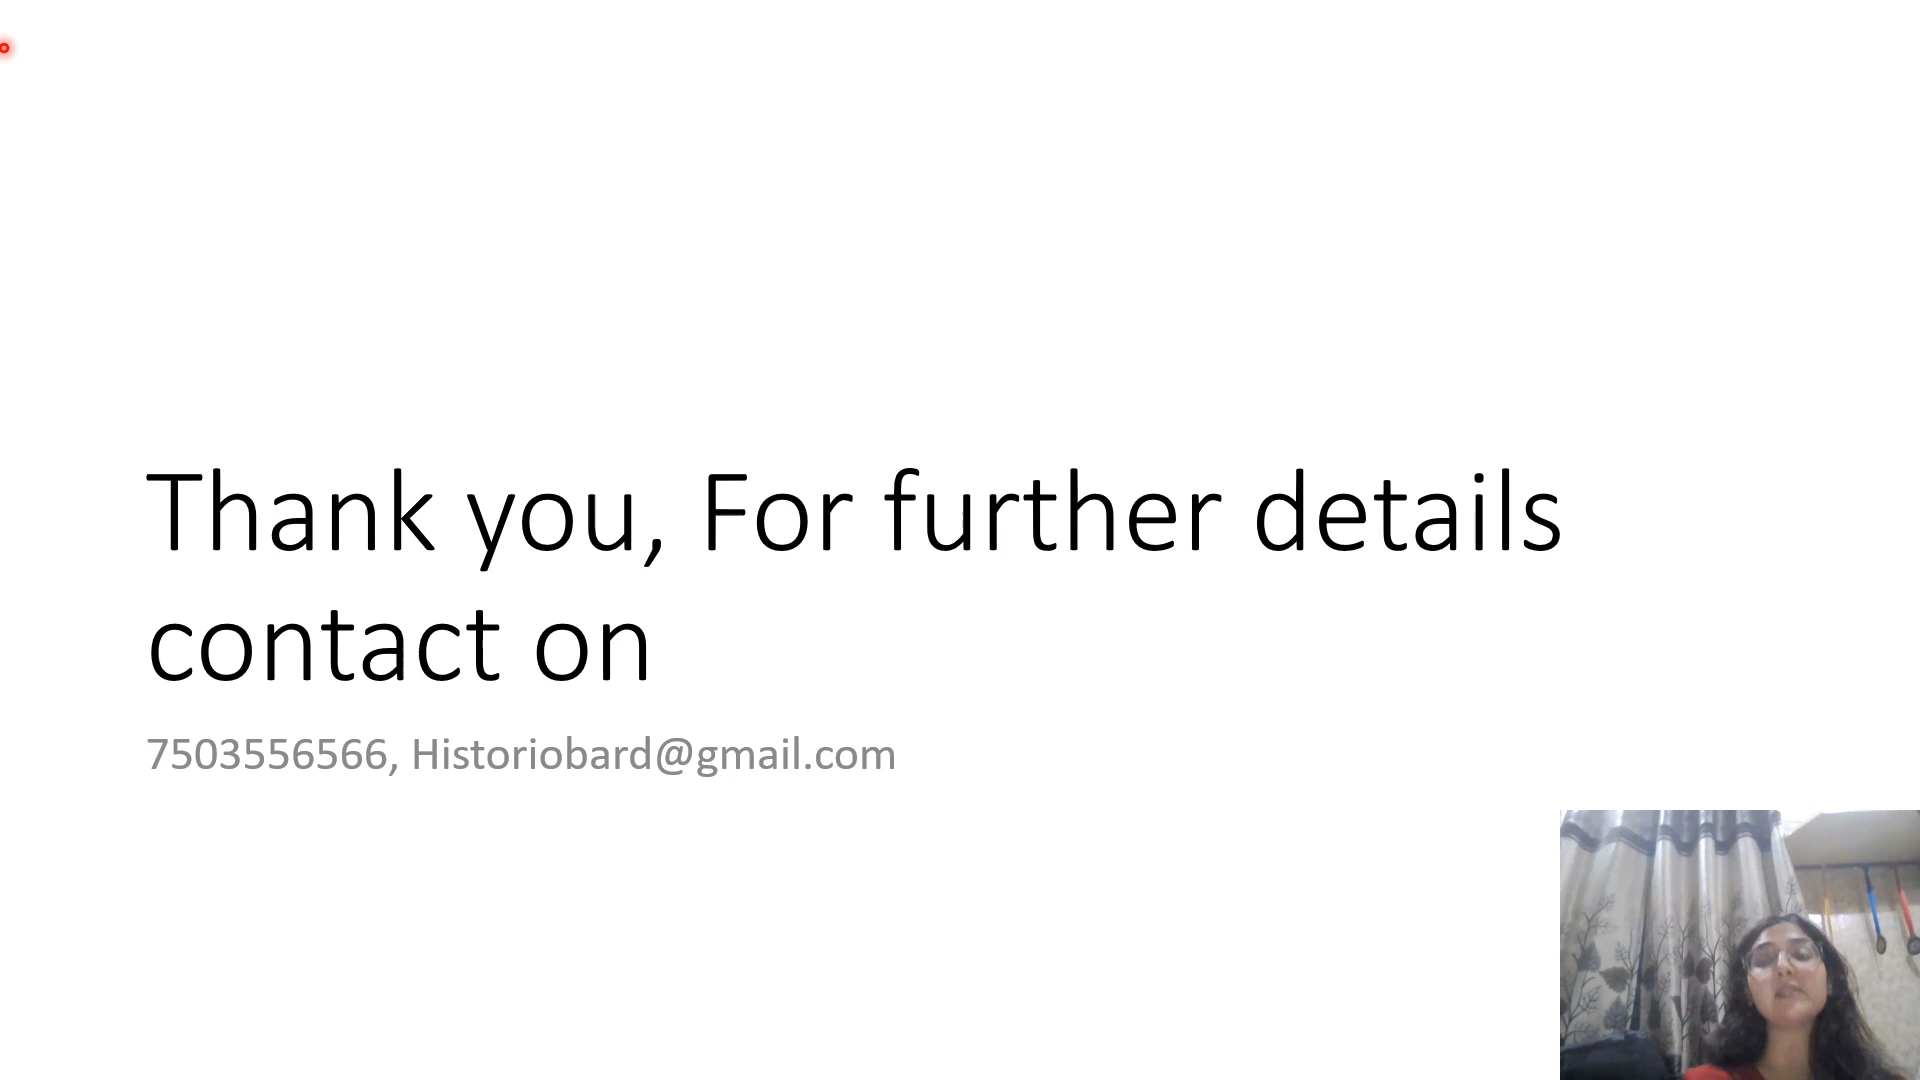 Thank you, For further details
contact on
7503556566, Historiobard@gmail.com